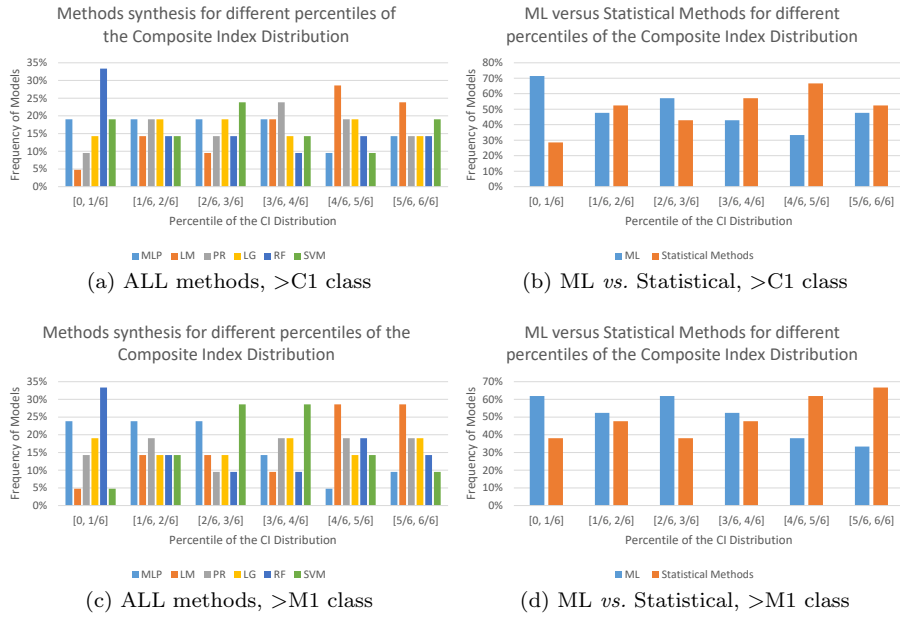 Methods synthesis for different percentiles of
the Composite Index Distribution
Frequency of Models
35%
30%
25%
20%
15%
10%
5%
0%
[0, 1/6] [1/6, 2/6] [2/6, 3/6] [3/6, 4/6] [4/6, 5/6] [5/6, 6/6]
Percentile of the CI Distribution
MLP LM PR LG RF SVM
(a) ALL methods, >C1 class
ML versus Statistical Methods for different
percentiles of the Composite Index Distribution
Frequency of Models
80%
70%
60%
50%
40%
30%
20%
10%
0%
[0, 1/6] [1/6, 2/6] [2/6, 3/6] [3/6, 4/6] [4/6, 5/6] [5/6, 6/6]
Percentile of the CI Distribution
ML Statistical Methods
(b) ML vs. Statistical, >C1 class
Methods synthesis for different percentiles of the
Composite Index Distribution
Frequency of Models
35%
30%
25%
20%
15%
10%
5%
0%
[0, 1/6] [1/6, 2/6] [2/6, 3/6] [3/6, 4/6] [4/6, 5/6] [5/6, 6/6]
Percentile of the CI Distribution
MLP LM PR LG RF SVM
(c) ALL methods, >M1 class
ML versus Statistical Methods for different
percentiles of the Composite Index Distribution
Frequency of Models
70%
60%
50%
40%
30%
20%
10%
0%
[0, 1/6] [1/6, 2/6] [2/6, 3/6] [3/6, 4/6] [4/6, 5/6] [5/6, 6/6]
Percentile of the CI Distribution
ML Statistical Methods
(d) ML vs. Statistical, >M1 class